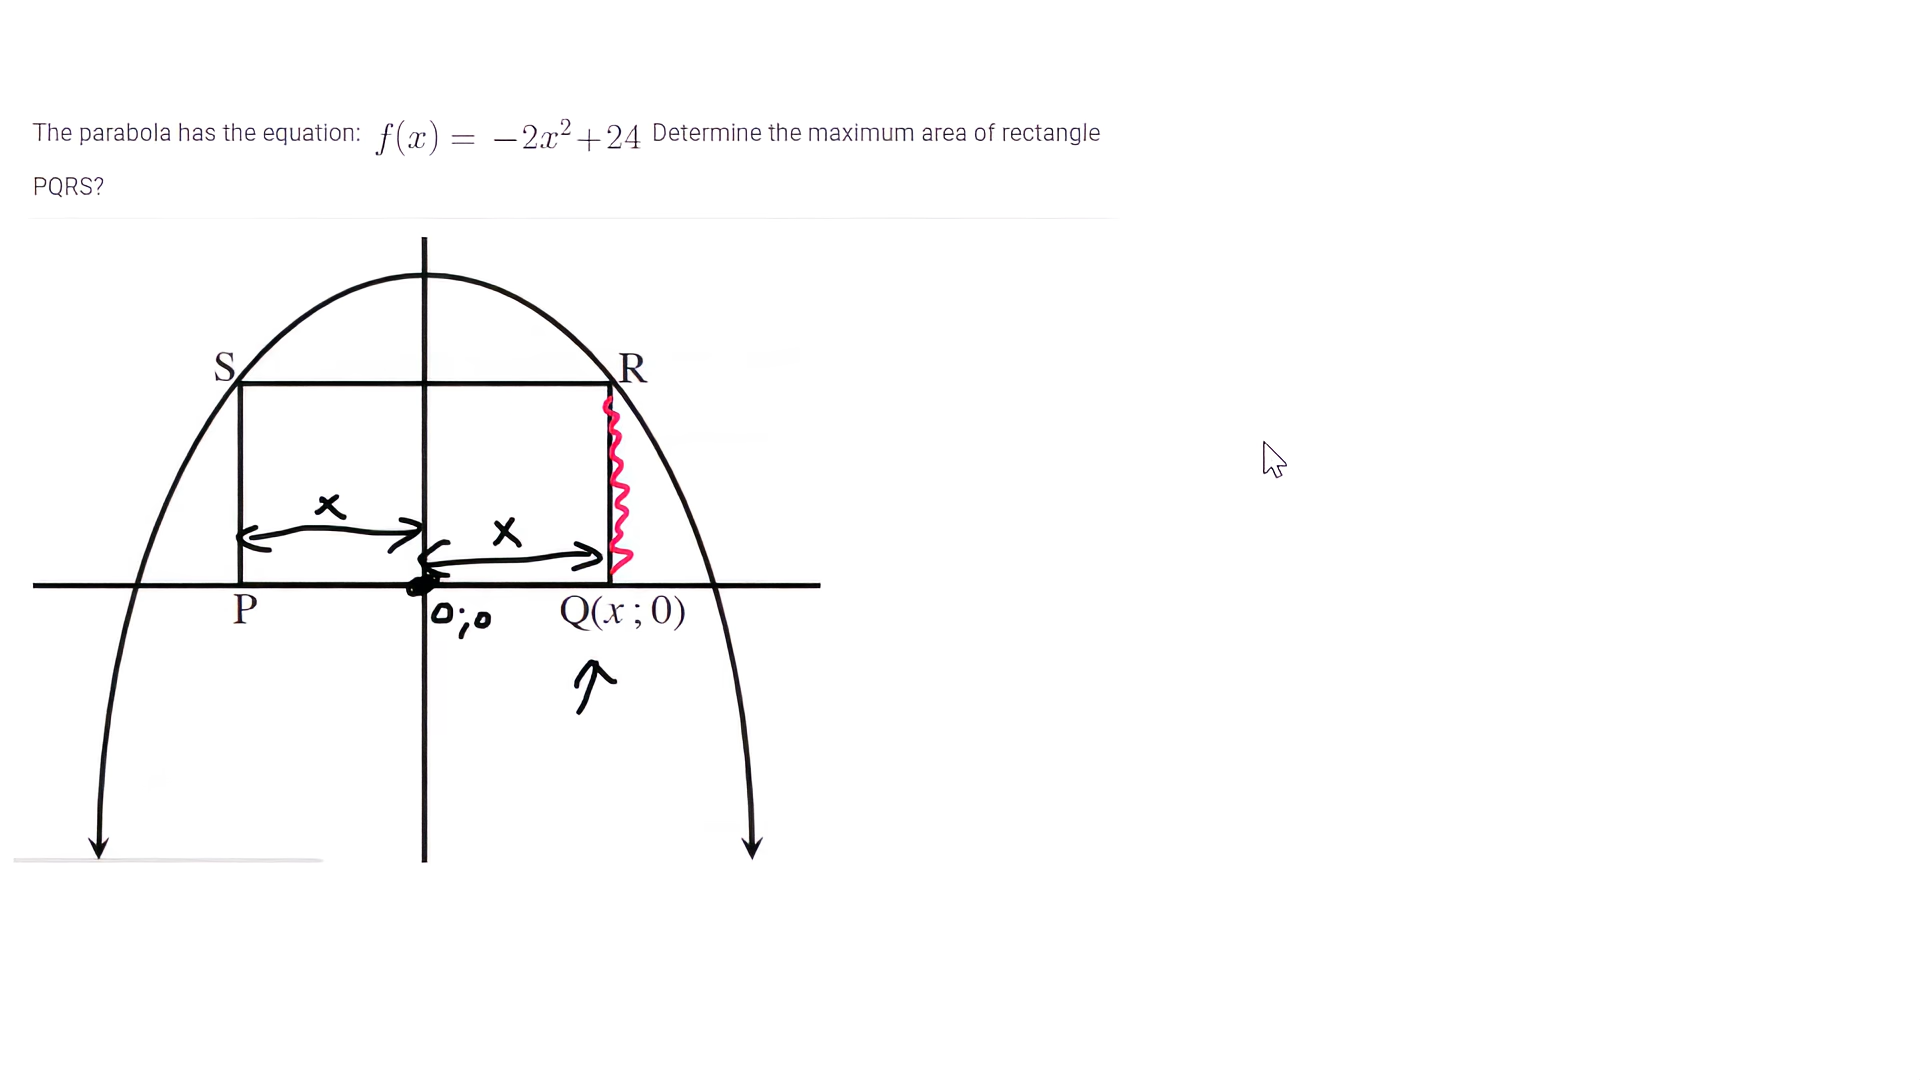 The parabola has the equation: f(x) = −2x²+24 Determine the maximum area of rectangle
PQRS?
S
R
x
x
P
0;0
Q(x ; 0)